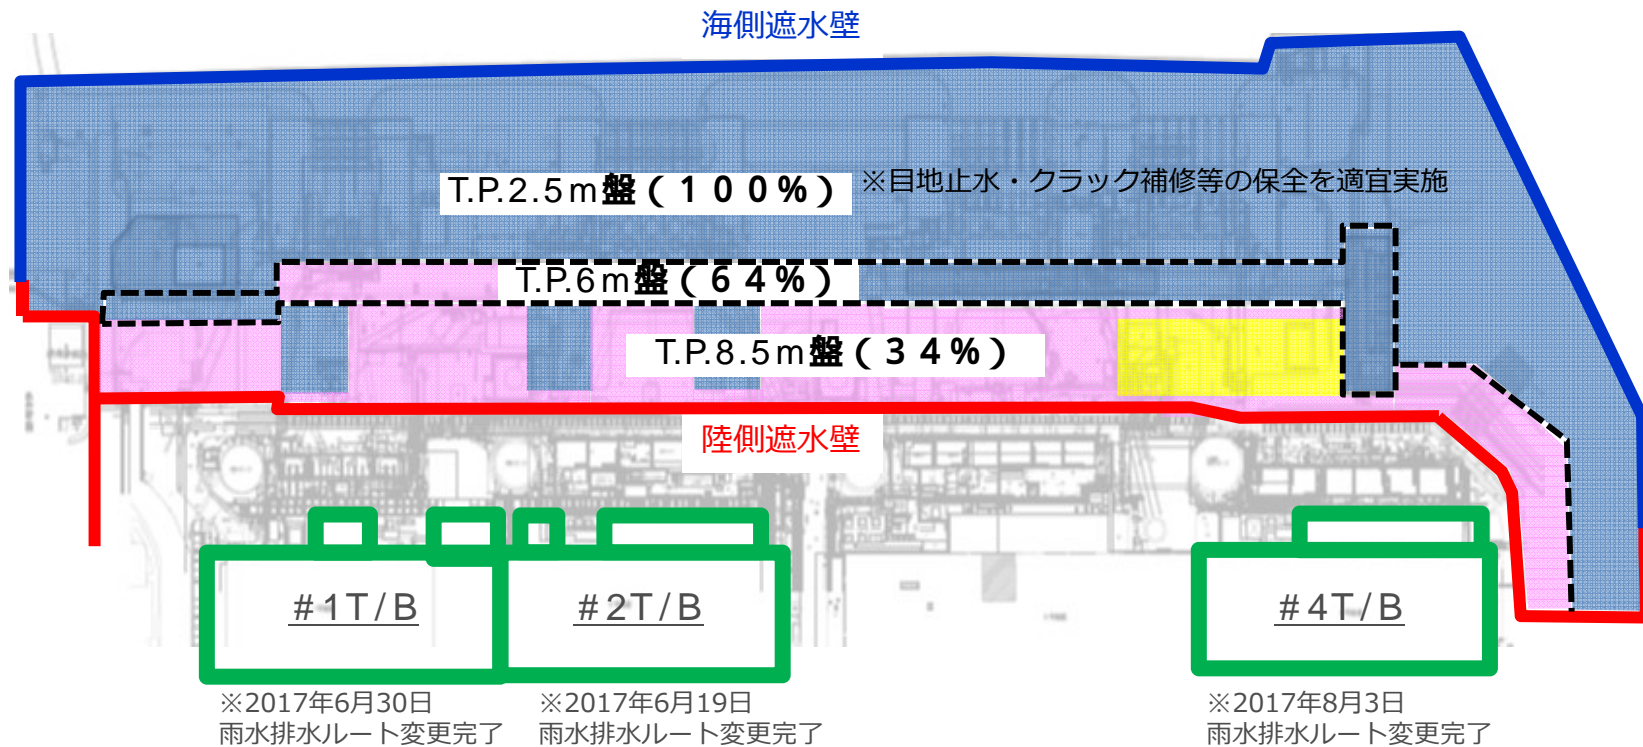 海側遮水壁
T.P.2.5m盤(100%)
※目地止水・クラック補修等の保全を適宜実施
T.P.6m盤(64%)
T.P.8.5m盤(34%)
陸側遮水壁
#1T/B
#2T/B
#4T/B
※2017年6月30日
雨水排水ルート変更完了
※2017年6月19日
雨水排水ルート変更完了
※2017年8月3日
雨水排水ルート変更完了